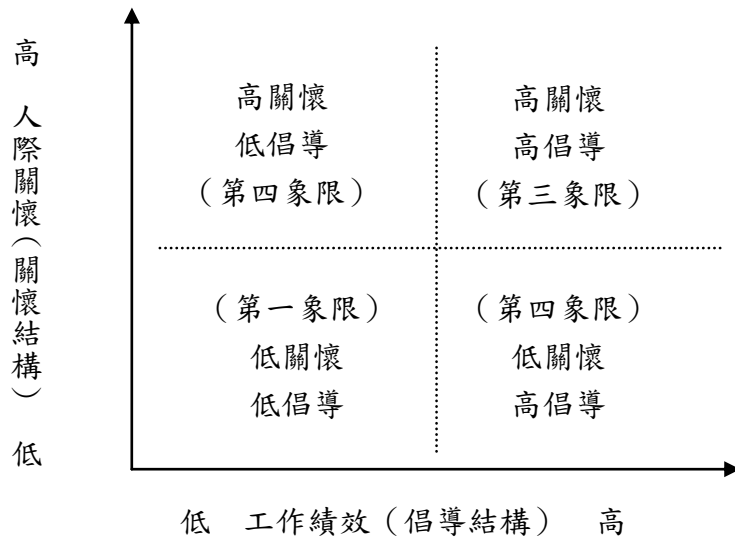 高 人際關懷（關懷結構） 低
高關懷
低倡導
（第四象限）
高關懷
高倡導
（第三象限）
（第一象限）
低關懷
低倡導
（第四象限）
低關懷
高倡導
低 工作績效（倡導結構） 高